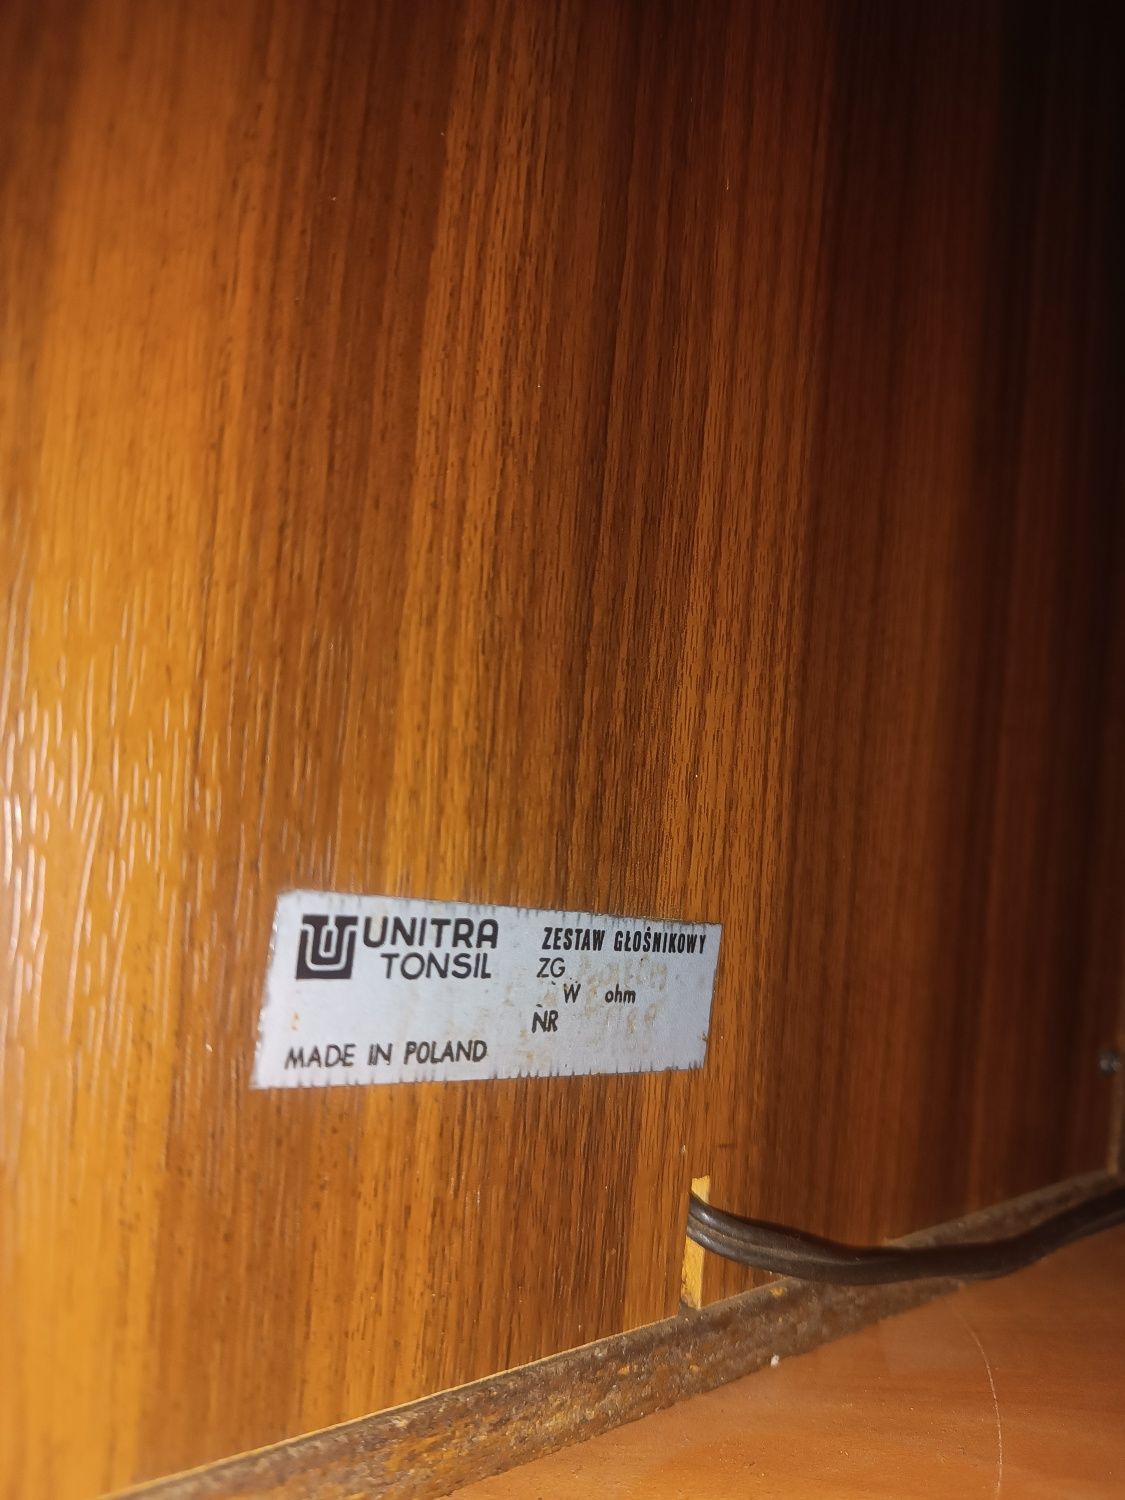 UNITRA
TONSIL
MADE IN POLAND
ZESTAW GŁOŚNIKOWY
ZG
W ohm
NR